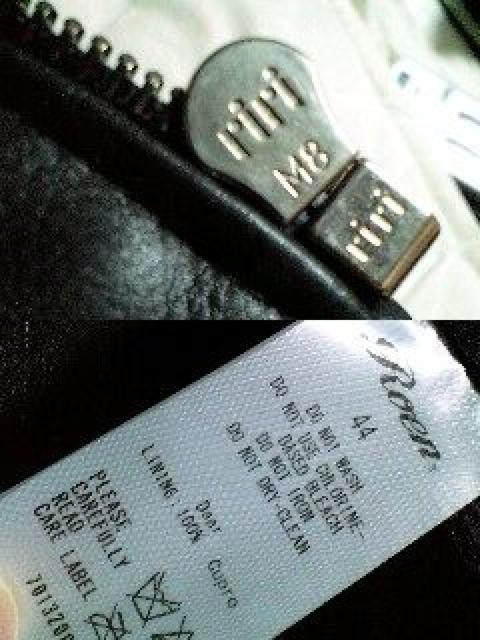 riri
M8
riri
Roen
44
DO NOT WASH
DO NOT USE CHLORINE-
BASED BLEACH
DO NOT IRON
DO NOT DRY-CLEAN
Deer
LINING : 100% Cupro
PLEASE
CAREFULLY
READ
CARE LABEL